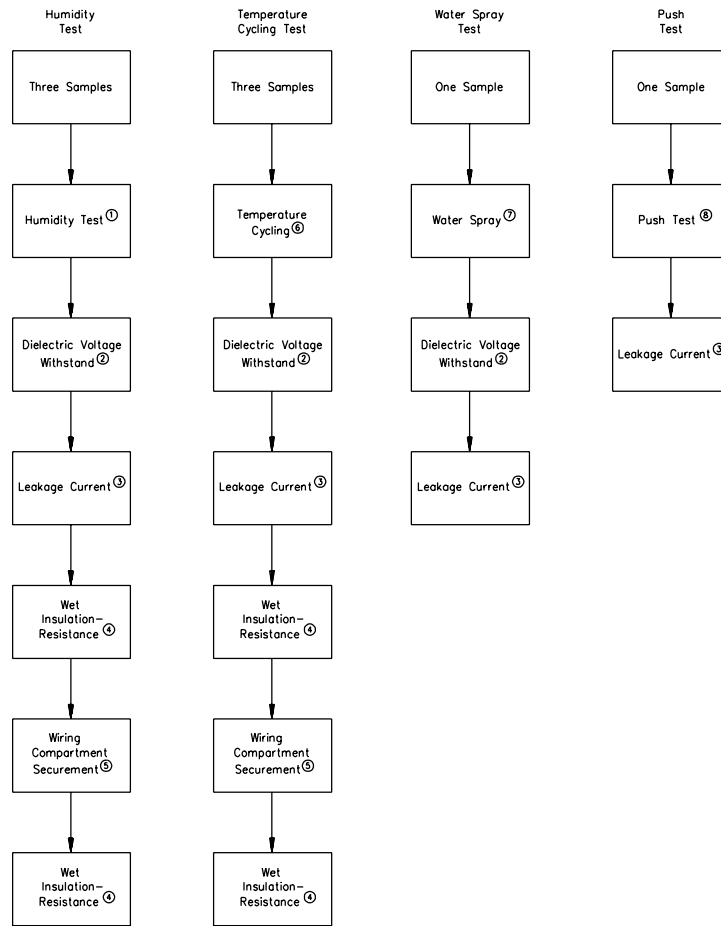 Humidity
Test
Three Samples
Humidity Test ①
Dielectric Voltage
Withstand ②
Leakage Current ③
Wet
Insulation-
Resistance ④
Wiring
Compartment
Securement ⑤
Wet
Insulation-
Resistance ④
Temperature
Cycling Test
Three Samples
Temperature
Cycling ⑥
Dielectric Voltage
Withstand ②
Leakage Current ③
Wet
Insulation-
Resistance ④
Wiring
Compartment
Securement ⑤
Wet
Insulation-
Resistance ④
Water Spray
Test
One Sample
Water Spray ⑦
Dielectric Voltage
Withstand ②
Leakage Current ③
Push
Test
One Sample
Push Test ⑧
Leakage Current ③